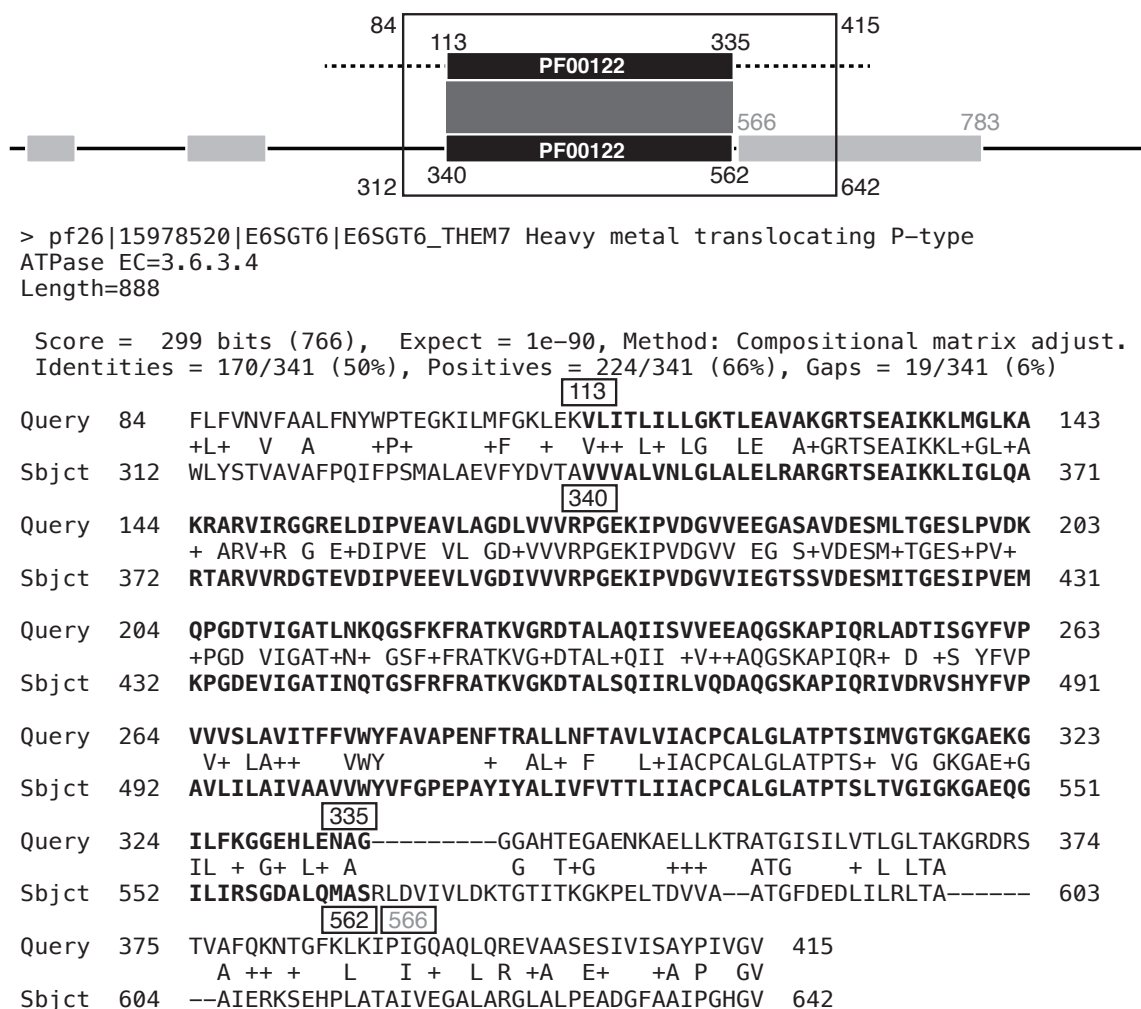 84 415
113 335
PF00122
566 783
PF00122
312 340 562 642
> pf26|15978520|E6SGT6|E6SGT6_THEM7 Heavy metal translocating P–type
ATPase EC=3.6.3.4
Length=888
Score = 299 bits (766), Expect = 1e–90, Method: Compositional matrix adjust.
Identities = 170/341 (50%), Positives = 224/341 (66%), Gaps = 19/341 (6%)
113
Query 84 FLFVNVFAALFNYWPTEGKILMFGKLEKVLITLILLGKTLEAVAKGRTSEAIKKLMGLKA 143
+L+ V A +P+ +F + V++ L+ LG LE A+GRTSEAIKKL+GL+A
Sbjct 312 WLYSTVAVAFPQIFPSMALAEVFYDVTAVVVALVNLGLALELRARGRTSEAIKKLIGLQA 371
340
Query 144 KRARVIRGGRELDIPVEAVLAGDLVVVRPGEKIPVDGVVEEGASAVDESMLTGESLPVDK 203
+ ARV+R G E+DIPVE VL GD+VVVRPGEKIPVDGVV EG S+VDESM+TGES+PV+
Sbjct 372 RTARVVRDGTEVDIPVEEVLVGDIVVVRPGEKIPVDGVVIEGTSSVDESMITGESIPVEM 431
Query 204 QPGDTVIGATLNKQGSFKFRATKVGRDTALAQIISVVEEAQGSKAPIQRLADTISGYFVP 263
+PGD VIGAT+N+ GSF+FRATKVG+DTAL+QII +V++AQGSKAPIQR+ D +S YFVP
Sbjct 432 KPGDEVIGATINQTGSFRFRATKVGKDTALSQIIRLVQDAQGSKAPIQRIVDRVSHYFVP 491
Query 264 VVVSLAVITFFVWYFAVAPENFTRALLNFTAVLVIACPCALGLATPTSIMVGTGKGAEKG 323
V+ LA++ VWY + AL+ F L+IACPCALGLATPTS+ VG GKGAE+G
Sbjct 492 AVLILAIVAAVVWYVFGPEPAYIYALIVFVTTLIIACPCALGLATPTSLTVGIGKGAEQG 551
335
Query 324 ILFKGGEHLENAG–––––––––GGAHTEGAENKAELLKTRATGISILVTLGLTAKGRDRS 374
IL + G+ L+ A G T+G +++ ATG + L LTA
Sbjct 552 ILIRSGDALQMASRLDVIVLDKTGTITKGKPELTDVVA––ATGFDEDLILRLTA–––––– 603
562 566
Query 375 TVAFQKNTGFKLKIPIGQAQLQREVAASESIVISAYPIVGV 415
A ++ + L I + L R +A E+ +A P GV
Sbjct 604 ––AIERKSEHPLATAIVEGALARGLALPEADGFAAIPGHGV 642